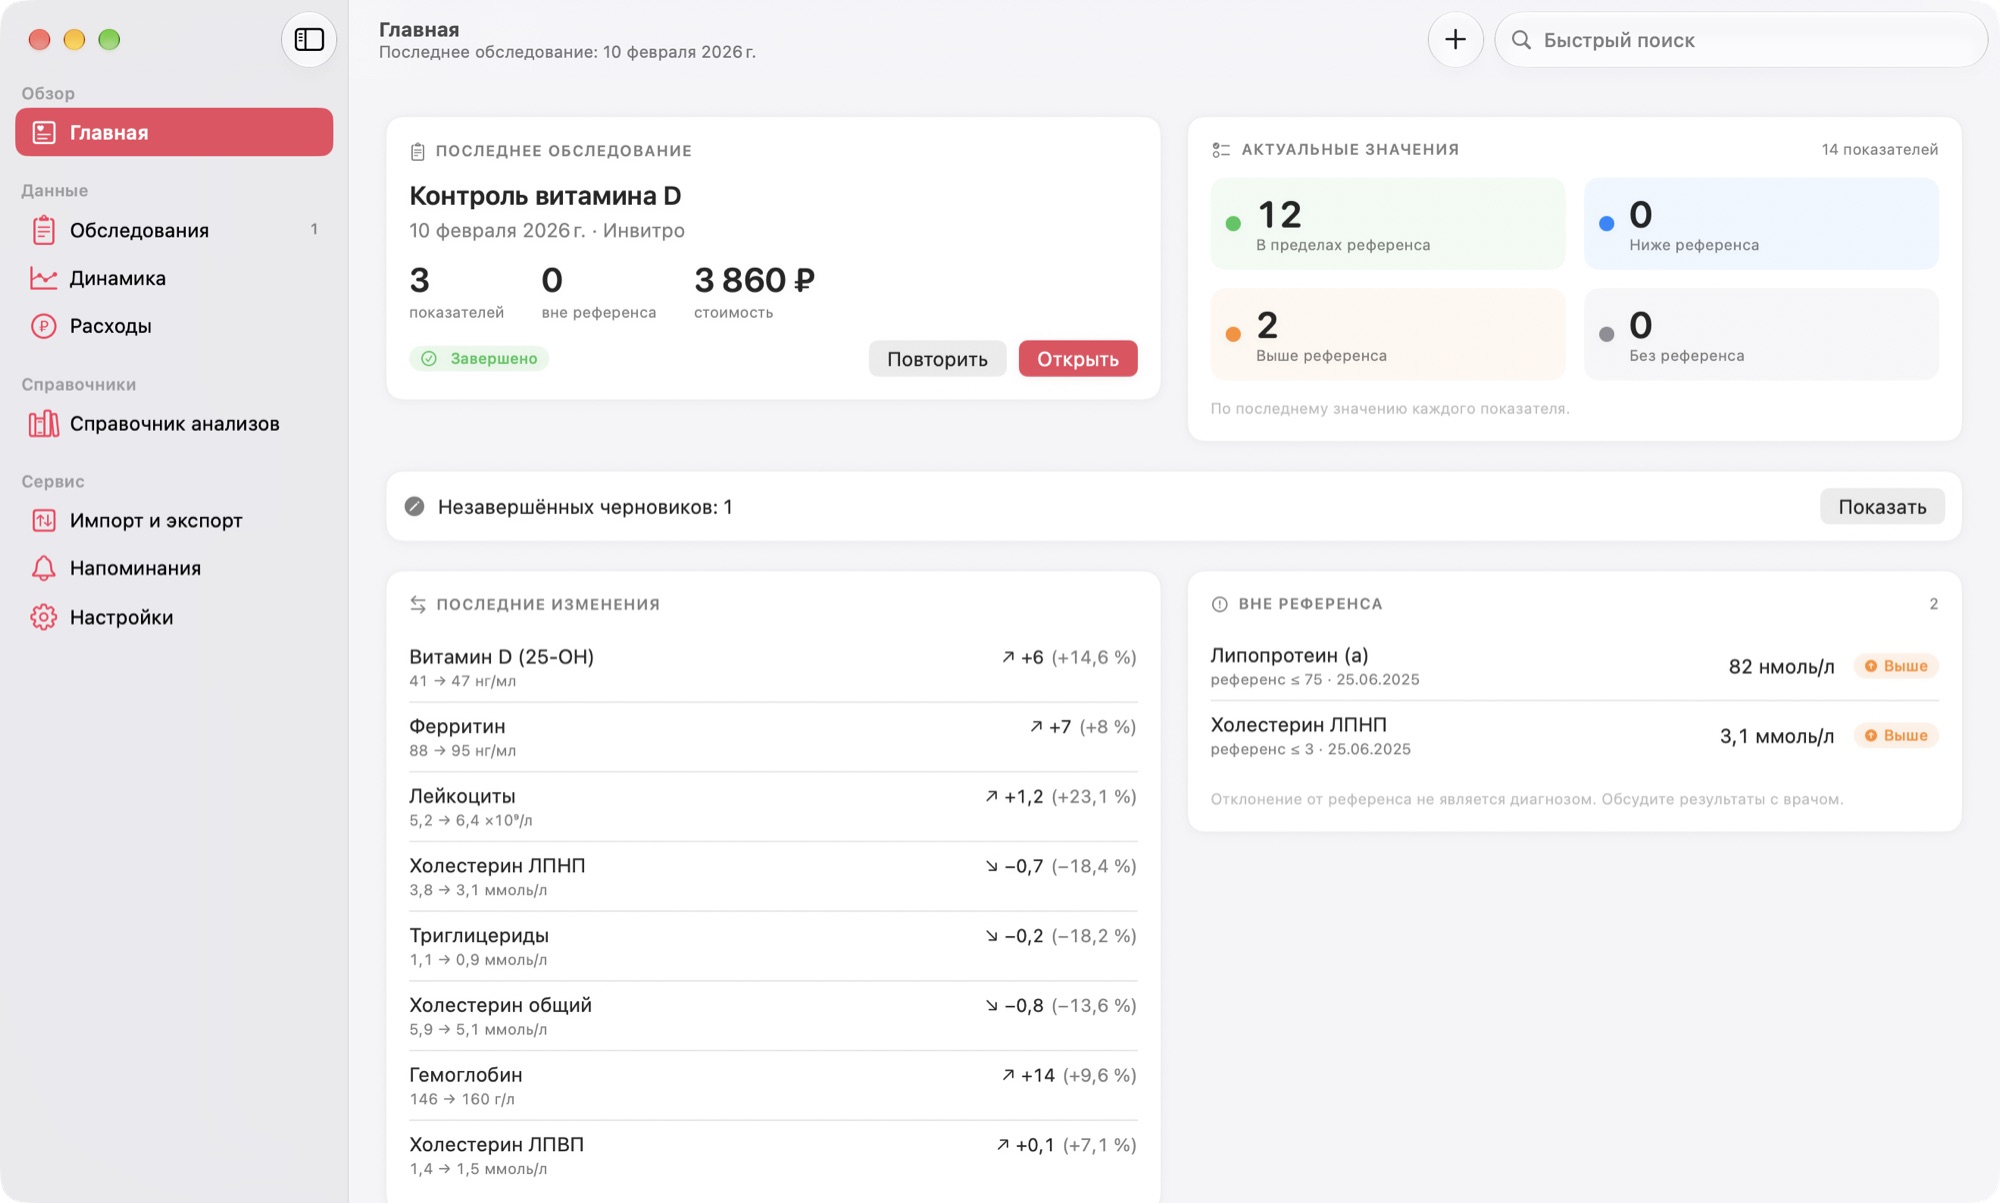 Главная
Последнее обследование: 10 февраля 2026 г.
Быстрый поиск
Обзор
Главная
Данные
Обследования 1
Динамика
Расходы
Справочники
Справочник анализов
Сервис
Импорт и экспорт
Напоминания
Настройки
ПОСЛЕДНЕЕ ОБСЛЕДОВАНИЕ
Контроль витамина D
10 февраля 2026 г. · Инвитро
3 0 3 860 ₽
показателей вне референса стоимость
Завершено Повторить Открыть
АКТУАЛЬНЫЕ ЗНАЧЕНИЯ 14 показателей
12
В пределах референса
0
Ниже референса
2
Выше референса
0
Без референса
По последнему значению каждого показателя.
Незавершённых черновиков: 1 Показать
ПОСЛЕДНИЕ ИЗМЕНЕНИЯ
Витамин D (25-OH) ↗ +6 (+14,6 %)
41 → 47 нг/мл
Ферритин ↗ +7 (+8 %)
88 → 95 нг/мл
Лейкоциты ↗ +1,2 (+23,1 %)
5,2 → 6,4 ×10⁹/л
Холестерин ЛПНП ↘ −0,7 (−18,4 %)
3,8 → 3,1 ммоль/л
Триглицериды ↘ −0,2 (−18,2 %)
1,1 → 0,9 ммоль/л
Холестерин общий ↘ −0,8 (−13,6 %)
5,9 → 5,1 ммоль/л
Гемоглобин ↗ +14 (+9,6 %)
146 → 160 г/л
Холестерин ЛПВП ↗ +0,1 (+7,1 %)
1,4 → 1,5 ммоль/л
ВНЕ РЕФЕРЕНСА 2
Липопротеин (a) 82 нмоль/л Выше
референс ≤ 75 · 25.06.2025
Холестерин ЛПНП 3,1 ммоль/л Выше
референс ≤ 3 · 25.06.2025
Отклонение от референса не является диагнозом. Обсудите результаты с врачом.